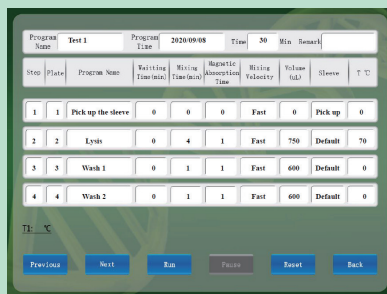 Program Name Test 1 Program Time 2020/09/08 Time 30 Min Remark
Step Plate Program Name Waitting Time(min) Mixing Time(min) Magnetic Absorption Time Mixing Velocity Volume (uL) Sleeve T ℃
1 1 Pick up the sleeve 0 0 0 Fast 0 Pick up 0
2 2 Lysis 0 4 1 Fast 750 Default 70
3 3 Wash 1 0 1 1 Fast 600 Default 0
4 4 Wash 2 0 1 1 Fast 600 Default 0
T1: ℃
Previous Next Run Pause Reset Back